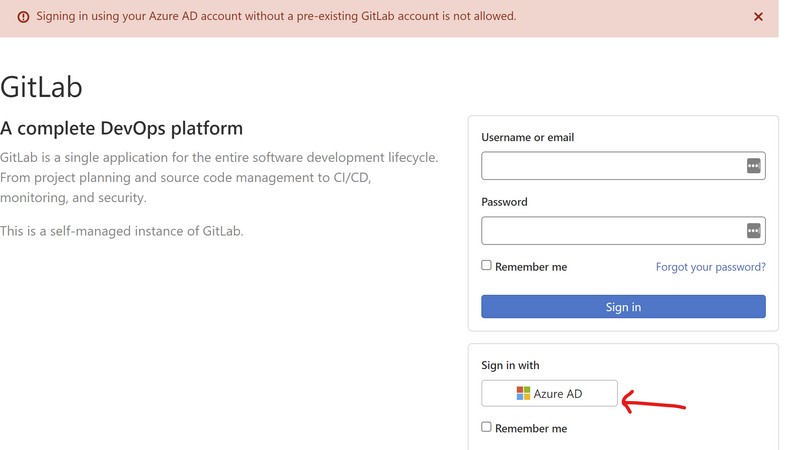 Signing in using your Azure AD account without a pre-existing GitLab account is not allowed.
GitLab
A complete DevOps platform
GitLab is a single application for the entire software development lifecycle.
From project planning and source code management to CI/CD,
monitoring, and security.
This is a self-managed instance of GitLab.
Username or email
Password
Remember me
Forgot your password?
Sign in
Sign in with
Azure AD
Remember me